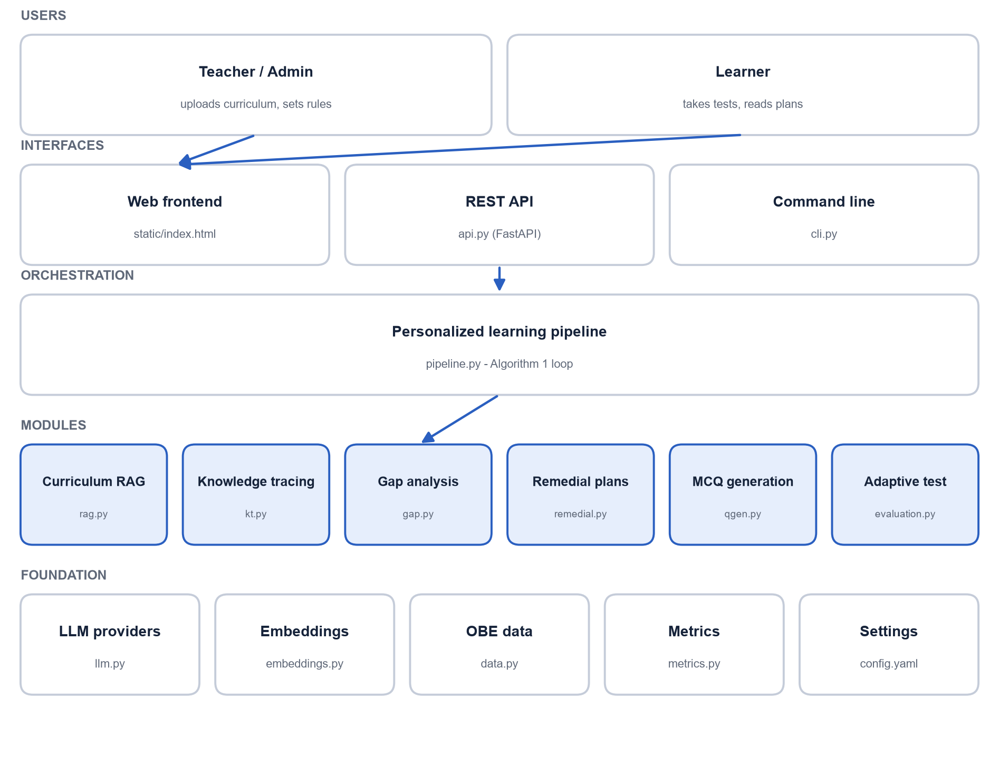 USERS
Teacher / Admin
uploads curriculum, sets rules
Learner
takes tests, reads plans
INTERFACES
Web frontend
static/index.html
REST API
api.py (FastAPI)
Command line
cli.py
ORCHESTRATION
Personalized learning pipeline
pipeline.py - Algorithm 1 loop
MODULES
Curriculum RAG
rag.py
Knowledge tracing
kt.py
Gap analysis
gap.py
Remedial plans
remedial.py
MCQ generation
qgen.py
Adaptive test
evaluation.py
FOUNDATION
LLM providers
llm.py
Embeddings
embeddings.py
OBE data
data.py
Metrics
metrics.py
Settings
config.yaml